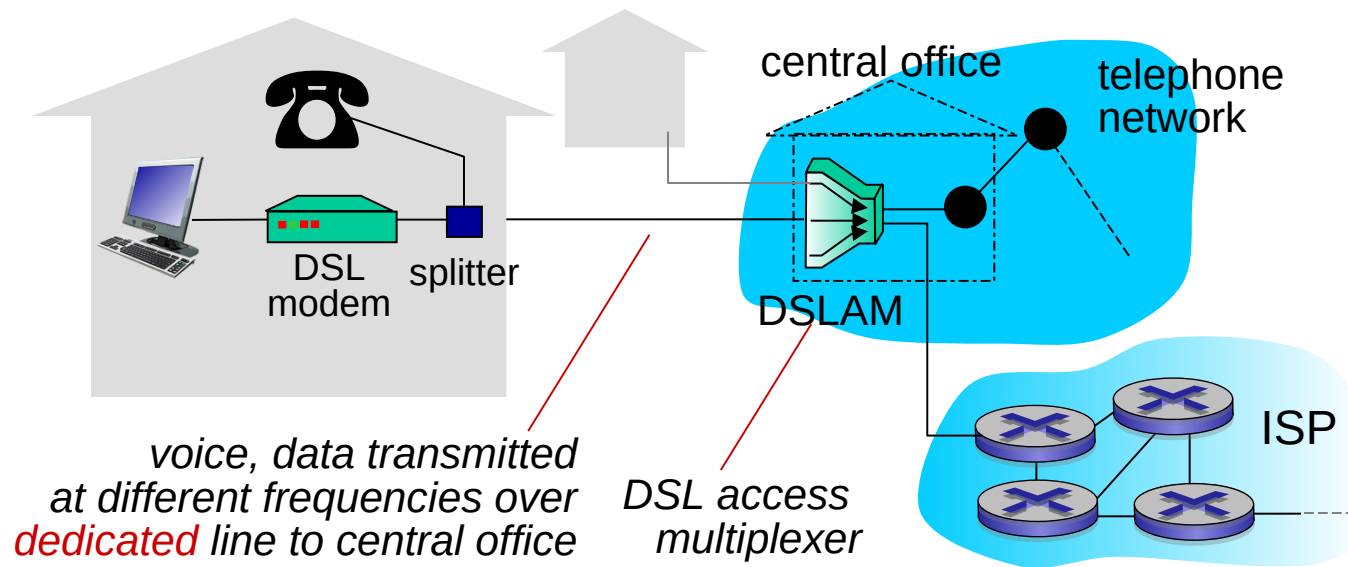 central office
telephone
network
DSL
modem
splitter
DSLAM
ISP
voice, data transmitted
at different frequencies over
dedicated line to central office
DSL access
multiplexer